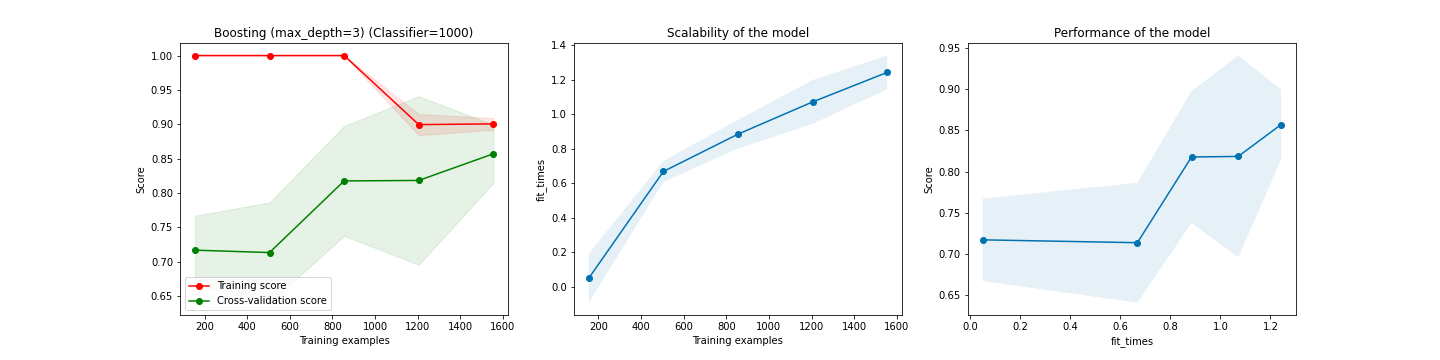 Boosting (max_depth=3) (Classifier=1000)
1.00
0.95
0.90
0.85
0.80
0.75
0.70
0.65
Score
Training score
Cross-validation score
200 400 600 800 1000 1200 1400 1600
Training examples
Scalability of the model
1.4
1.2
1.0
0.8
0.6
0.4
0.2
0.0
fit_times
200 400 600 800 1000 1200 1400 1600
Training examples
Performance of the model
0.95
0.90
0.85
0.80
0.75
0.70
0.65
Score
0.0 0.2 0.4 0.6 0.8 1.0 1.2
fit_times